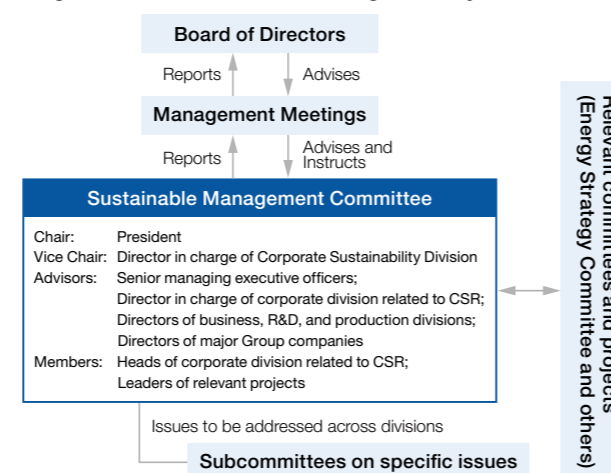 Board of Directors
Reports
Advises
Management Meetings
Reports
Advises and
Instructs
Sustainable Management Committee
Chair: President
Vice Chair: Director in charge of Corporate Sustainability Division
Advisors: Senior managing executive officers;
Director in charge of corporate division related to CSR;
Directors of business, R&D, and production divisions;
Directors of major Group companies
Members: Heads of corporate division related to CSR;
Leaders of relevant projects
Issues to be addressed across divisions
Subcommittees on specific issues
Relevant committees and projects
(Energy Strategy Committee and others)